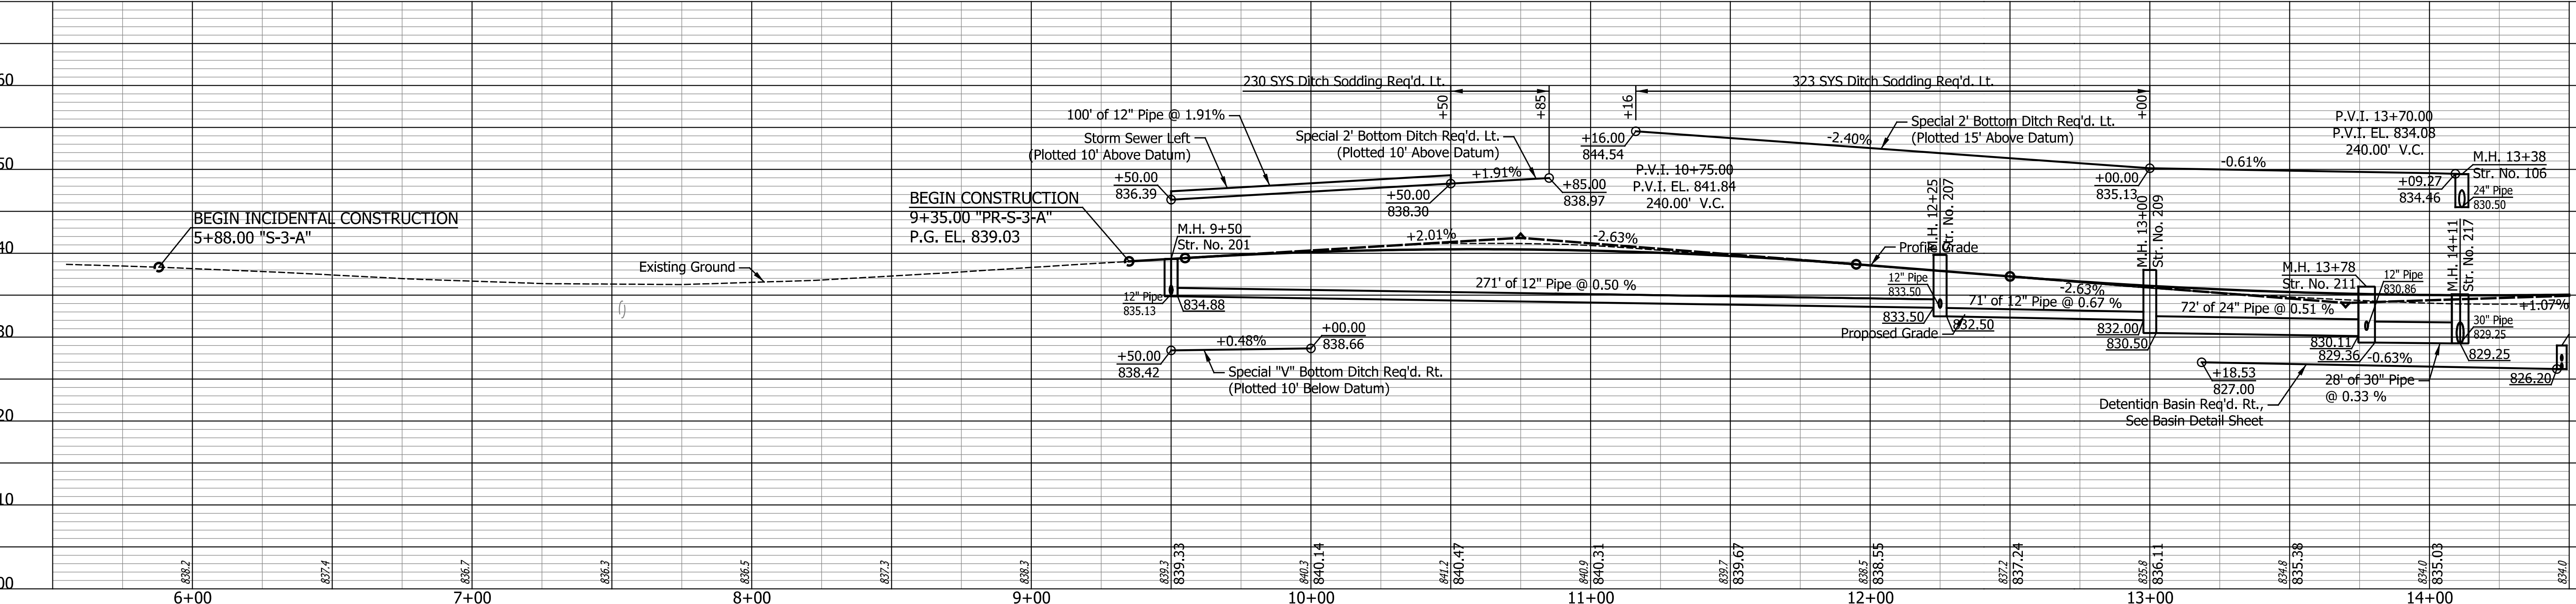 60
50
40
30
20
10
00
BEGIN INCIDENTAL CONSTRUCTION
5+88.00 "S-3-A"
Existing Ground
BEGIN CONSTRUCTION
9+35.00 "PR-S-3-A"
P.G. EL. 839.03
230 SYS Ditch Sodding Req'd. Lt.
+50
+85
100' of 12" Pipe @ 1.91%
Storm Sewer Left
(Plotted 10' Above Datum)
Special 2' Bottom Ditch Req'd. Lt.
(Plotted 10' Above Datum)
+50.00
836.39
+50.00
838.30
+1.91%
+85.00
838.97
M.H. 9+50
Str. No. 201
12" Pipe
835.13
834.88
+2.01%
-2.63%
271' of 12" Pipe @ 0.50 %
+50.00
838.42
+0.48%
+00.00
838.66
Special "V" Bottom Ditch Req'd. Rt.
(Plotted 10' Below Datum)
+16
323 SYS Ditch Sodding Req'd. Lt.
+00
+16.00
844.54
-2.40%
Special 2' Bottom Ditch Req'd. Lt.
(Plotted 15' Above Datum)
P.V.I. 10+75.00
P.V.I. EL. 841.84
240.00' V.C.
M.H. 12+25
Str. No. 207
Profile Grade
12" Pipe
833.50
833.50
832.50
Proposed Grade
71' of 12" Pipe @ 0.67 %
-2.63%
+00.00
835.13
-0.61%
M.H. 13+00
Str. No. 209
832.00
830.50
72' of 24" Pipe @ 0.51 %
P.V.I. 13+70.00
P.V.I. EL. 834.08
240.00' V.C.
M.H. 13+38
Str. No. 106
+09.27
834.46
24" Pipe
830.50
M.H. 13+78
Str. No. 211
12" Pipe
830.86
M.H. 14+11
Str. No. 217
+1.07%
30" Pipe
829.25
830.11
829.36
829.25
-0.63%
+18.53
827.00
28' of 30" Pipe
@ 0.33 %
826.20
Detention Basin Req'd. Rt.,
See Basin Detail Sheet
838.2
837.4
836.7
836.3
836.5
837.3
838.3
839.3
839.33
840.3
840.14
841.2
840.47
840.9
840.31
839.7
839.67
838.5
838.55
837.2
837.24
835.8
836.11
834.8
835.38
834.0
835.03
834.0
6+00
7+00
8+00
9+00
10+00
11+00
12+00
13+00
14+00